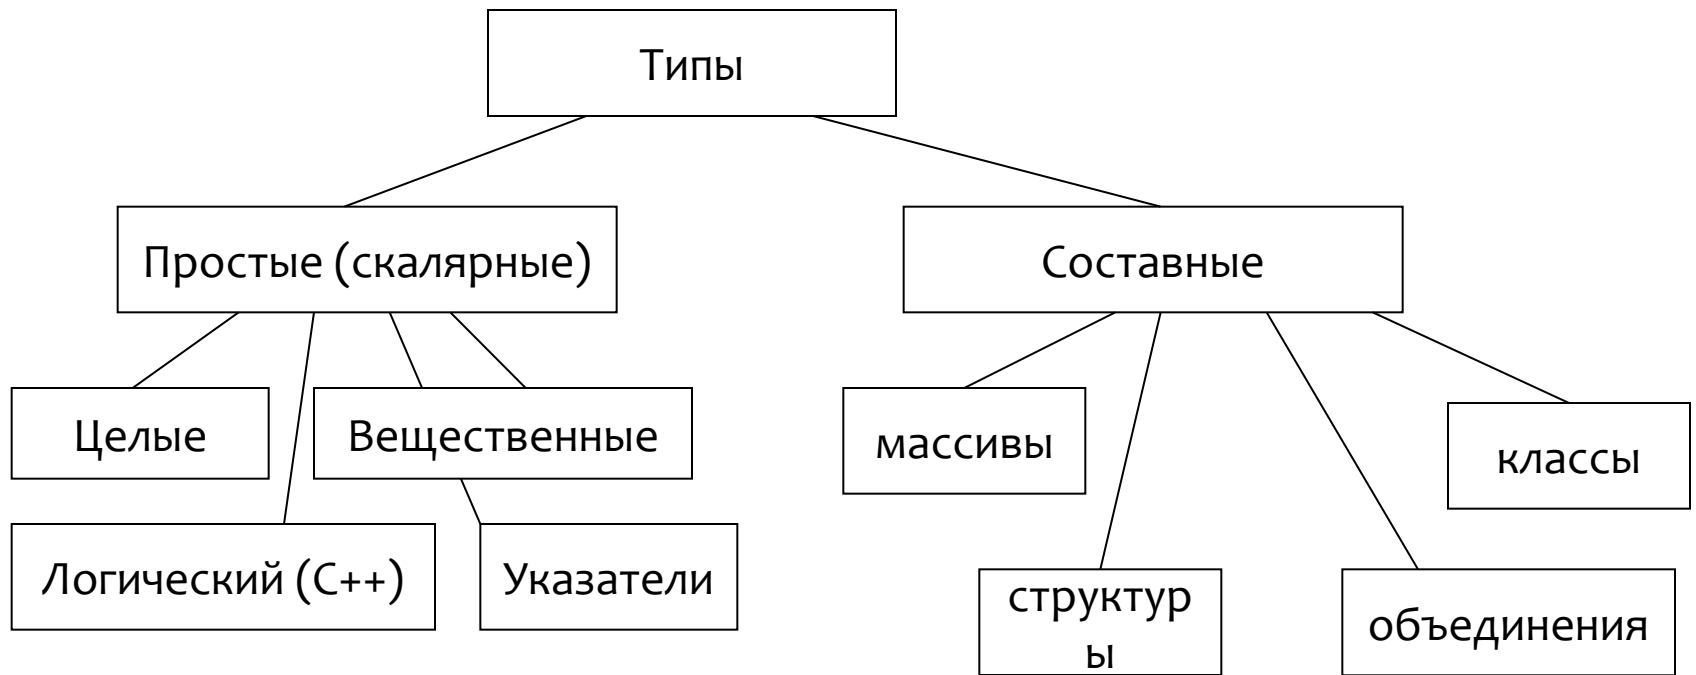 Типы
Простые (скалярные)
Составные
Целые
Вещественные
массивы
классы
Логический (C++)
Указатели
структур
ы
объединения